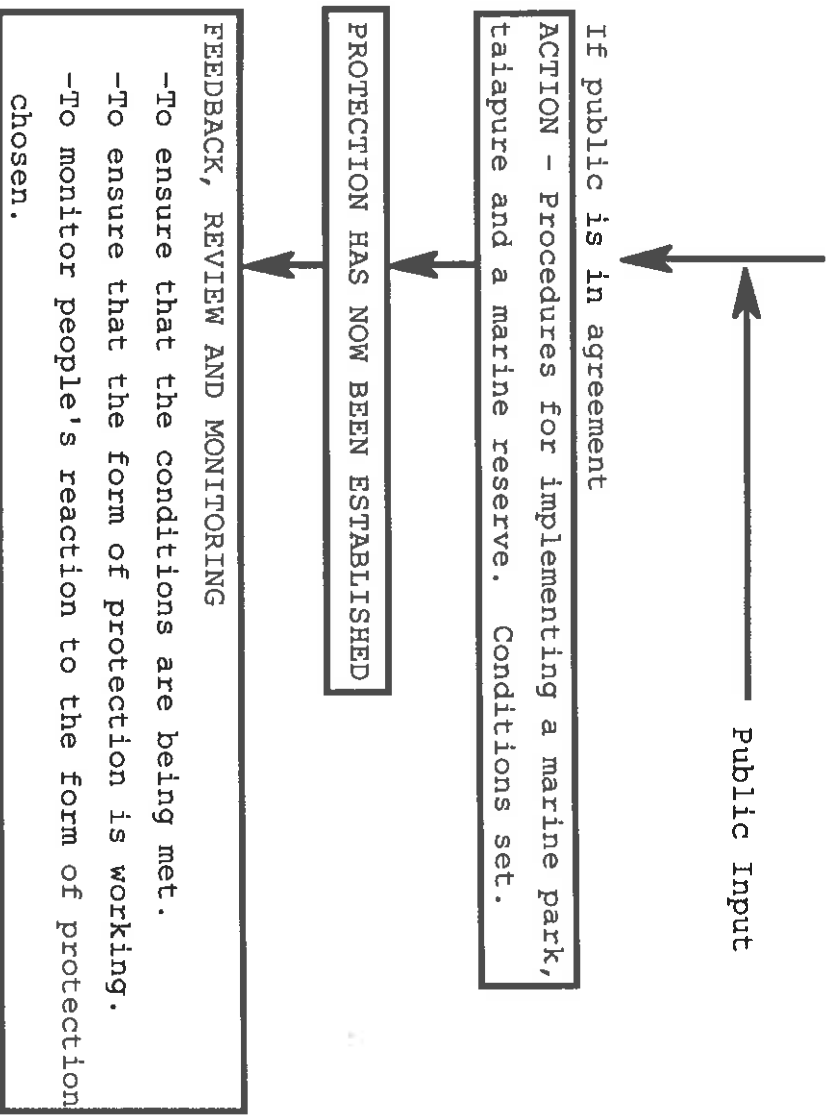 Public Input
If public is in agreement
ACTION - Procedures for implementing a marine park,
taiapure and a marine reserve.  Conditions set.
PROTECTION HAS NOW BEEN ESTABLISHED
FEEDBACK, REVIEW AND MONITORING
-To ensure that the conditions are being met.
-To ensure that the form of protection is working.
-To monitor people's reaction to the form of protection
chosen.